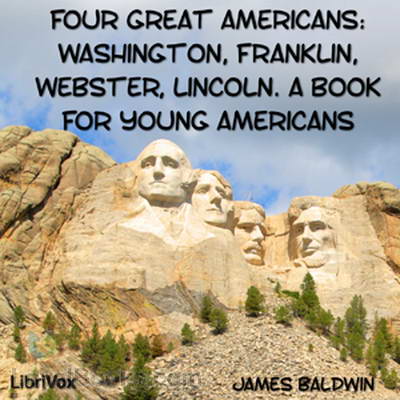 FOUR GREAT AMERICANS:
WASHINGTON, FRANKLIN,
WEBSTER, LINCOLN. A BOOK
FOR YOUNG AMERICANS
LibriVox
JAMES BALDWIN